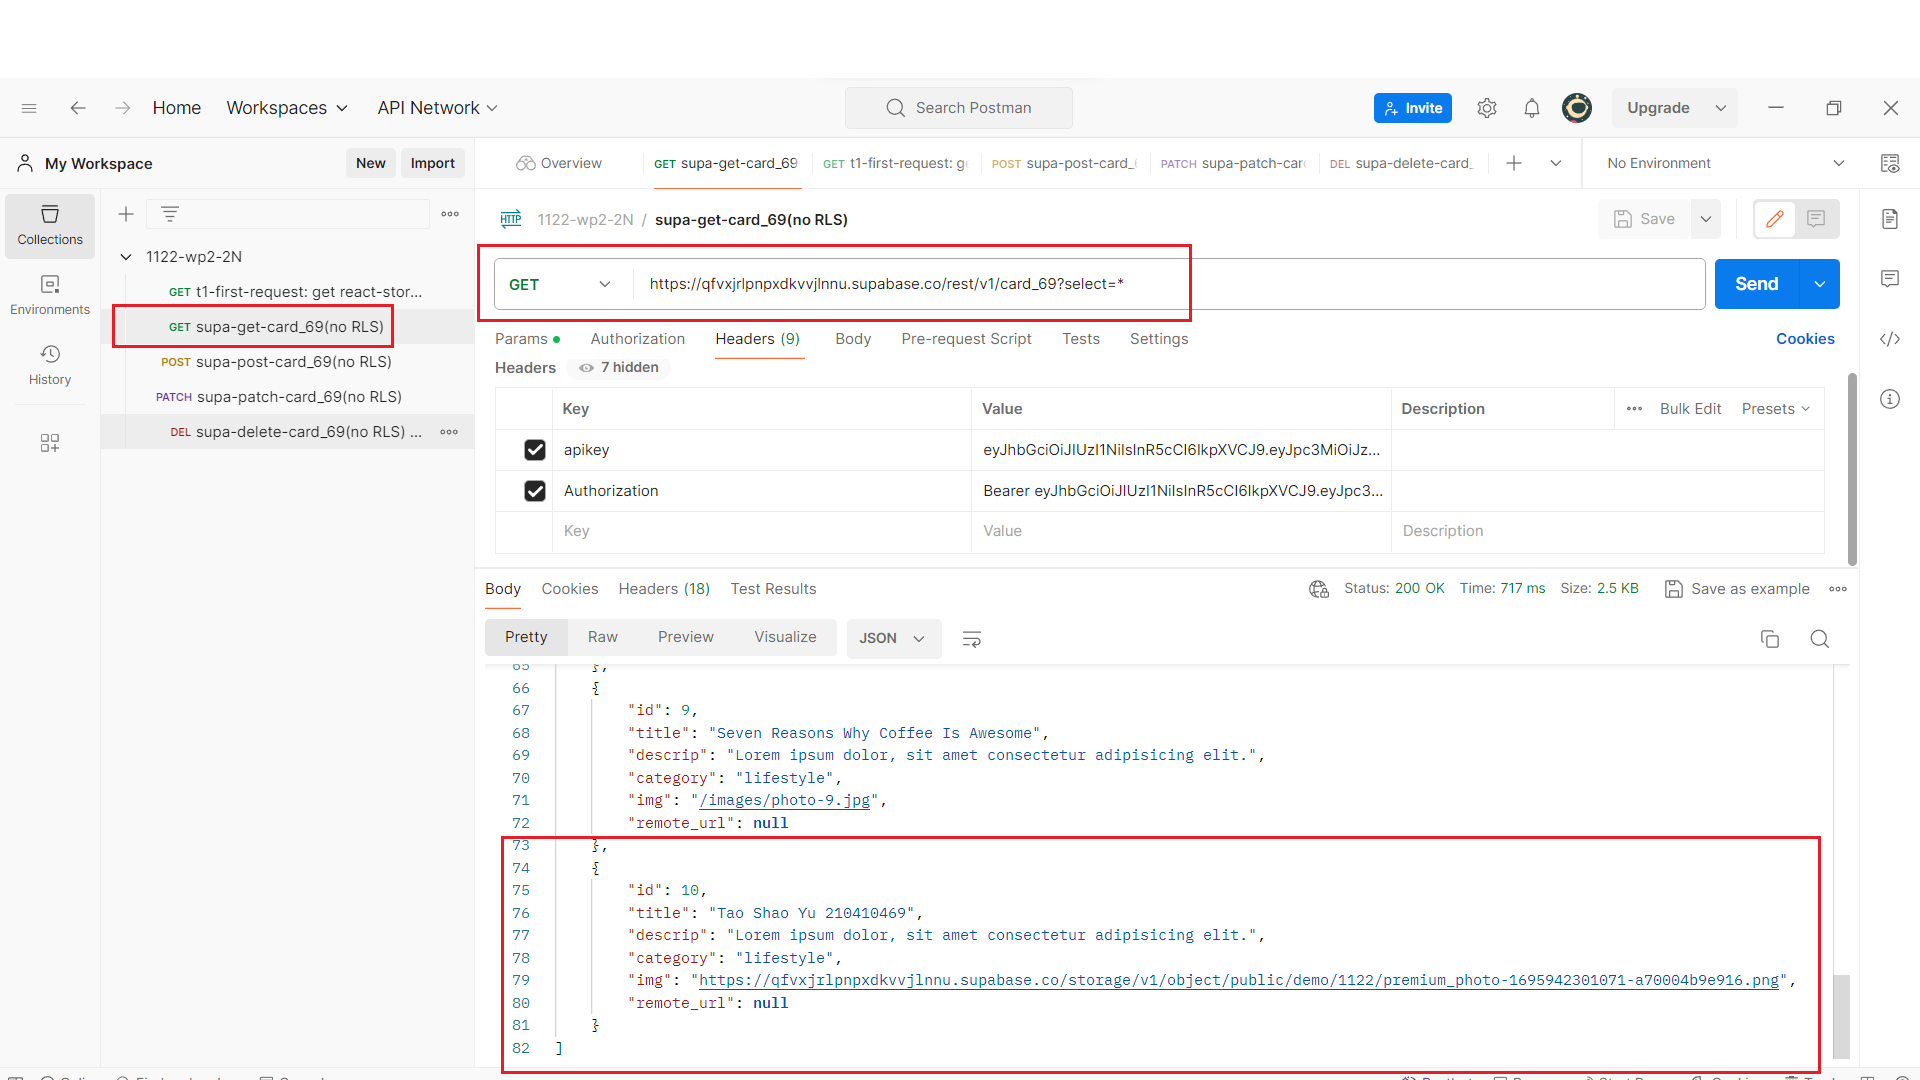 Home Workspaces API Network Search Postman Invite Upgrade
My Workspace New Import Overview GET supa-get-card_69 GET t1-first-request: ge POST supa-post-card_ PATCH supa-patch-car DEL supa-delete-card_ No Environment
Collections
Environments
History
1122-wp2-2N
GET t1-first-request: get react-stor...
GET supa-get-card_69(no RLS)
POST supa-post-card_69(no RLS)
PATCH supa-patch-card_69(no RLS)
DEL supa-delete-card_69(no RLS) ...
HTTP 1122-wp2-2N / supa-get-card_69(no RLS) Save
GET https://qfvxjrlpnpxdkvvjlnnu.supabase.co/rest/v1/card_69?select=* Send
Params Authorization Headers (9) Body Pre-request Script Tests Settings Cookies
Headers 7 hidden
Key Value Description Bulk Edit Presets
apikey eyJhbGciOiJIUzI1NiIsInR5cCI6IkpXVCJ9.eyJpc3MiOiJz...
Authorization Bearer eyJhbGciOiJIUzI1NiIsInR5cCI6IkpXVCJ9.eyJpc3...
Key Value Description
Body Cookies Headers (18) Test Results Status: 200 OK Time: 717 ms Size: 2.5 KB Save as example
Pretty Raw Preview Visualize JSON
65 },
66 {
67 "id": 9,
68 "title": "Seven Reasons Why Coffee Is Awesome",
69 "descrip": "Lorem ipsum dolor, sit amet consectetur adipisicing elit.",
70 "category": "lifestyle",
71 "img": "/images/photo-9.jpg",
72 "remote_url": null
73 },
74 {
75 "id": 10,
76 "title": "Tao Shao Yu 210410469",
77 "descrip": "Lorem ipsum dolor, sit amet consectetur adipisicing elit.",
78 "category": "lifestyle",
79 "img": "https://qfvxjrlpnpxdkvvjlnnu.supabase.co/storage/v1/object/public/demo/1122/premium_photo-1695942301071-a70004b9e916.png",
80 "remote_url": null
81 }
82 ]